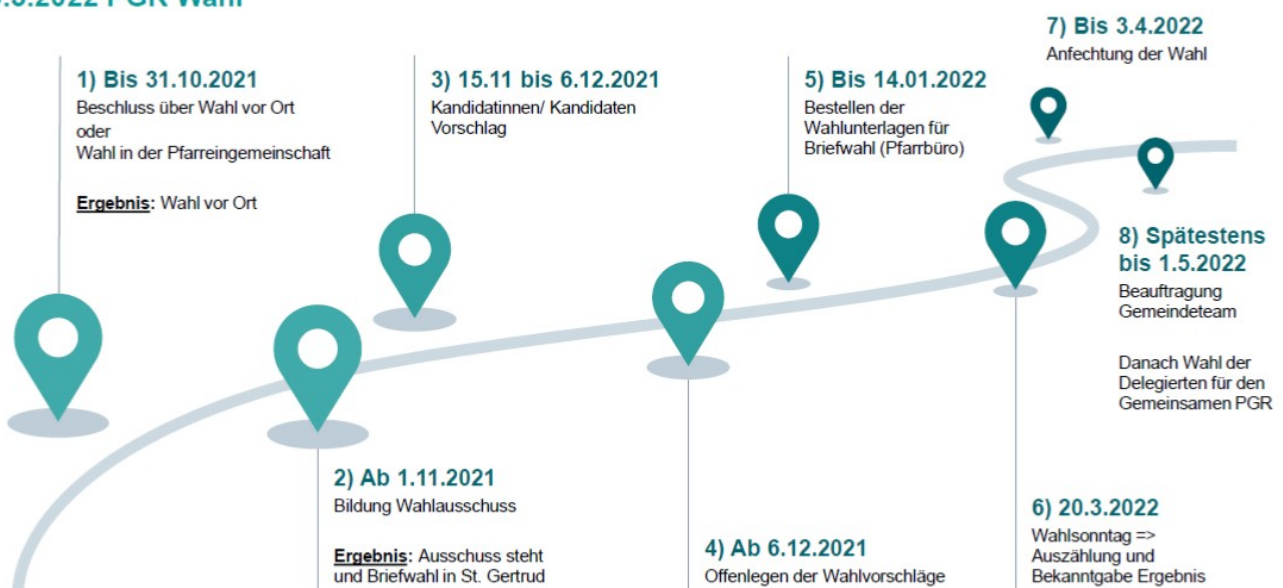 PGR Wahl
1) Bis 31.10.2021
Beschluss über Wahl vor Ort
oder
Wahl in der Pfarreingemeinschaft
Ergebnis: Wahl vor Ort
2) Ab 1.11.2021
Bildung Wahlausschuss
Ergebnis: Ausschuss steht
und Briefwahl in St. Gertrud
3) 15.11 bis 6.12.2021
Kandidatinnen/ Kandidaten
Vorschlag
4) Ab 6.12.2021
Offenlegen der Wahlvorschläge
5) Bis 14.01.2022
Bestellen der
Wahlunterlagen für
Briefwahl (Pfarrbüro)
6) 20.3.2022
Wahlsonntag =>
Auszählung und
Bekanntgabe Ergebnis
7) Bis 3.4.2022
Anfechtung der Wahl
8) Spätestens
bis 1.5.2022
Beauftragung
Gemeindeteam
Danach Wahl der
Delegierten für den
Gemeinsamen PGR